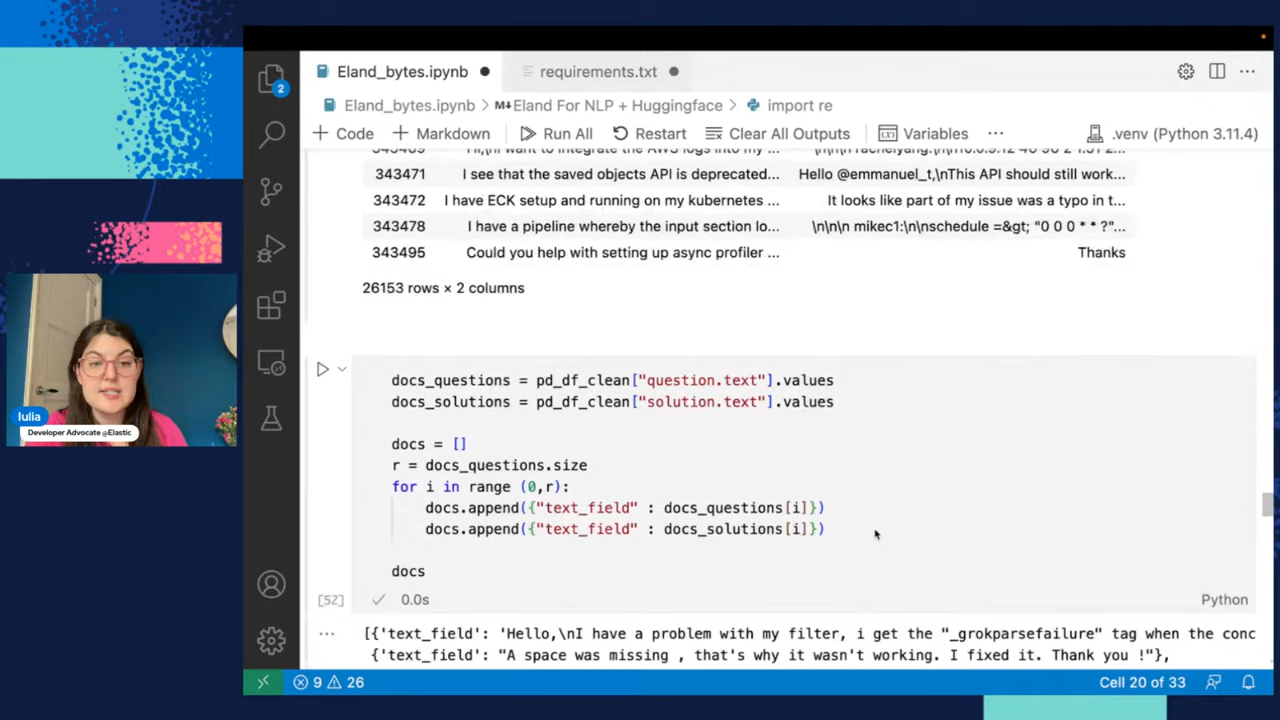 Eland_bytes.ipynb
requirements.txt
2
Eland_bytes.ipynb > M↓Eland For NLP + Huggingface > import re
+ Code + Markdown Run All Restart Clear All Outputs Variables ... .venv (Python 3.11.4)
343471 I see that the saved objects API is deprecated... Hello @emmanuel_t,\nThis API should still work...
343472 I have ECK setup and running on my kubernetes ... It looks like part of my issue was a typo in t...
343478 I have a pipeline whereby the input section lo... \n\n\n mikec1:\n\nschedule =&gt; "0 0 0 * * ?"...
343495 Could you help with setting up async profiler ... Thanks
26153 rows × 2 columns
docs_questions = pd_df_clean["question.text"].values
docs_solutions = pd_df_clean["solution.text"].values
docs = []
r = docs_questions.size
for i in range (0,r):
docs.append({"text_field" : docs_questions[i]})
docs.append({"text_field" : docs_solutions[i]})
docs
[52] ✓ 0.0s Python
... [{'text_field': 'Hello,\nI have a problem with my filter, i get the "_grokparsefailure" tag when the conc
{'text_field': "A space was missing , that's why it wasn't working. I fixed it. Thank you !"},
9 26 Cell 20 of 33
Iulia
Developer Advocate @Elastic